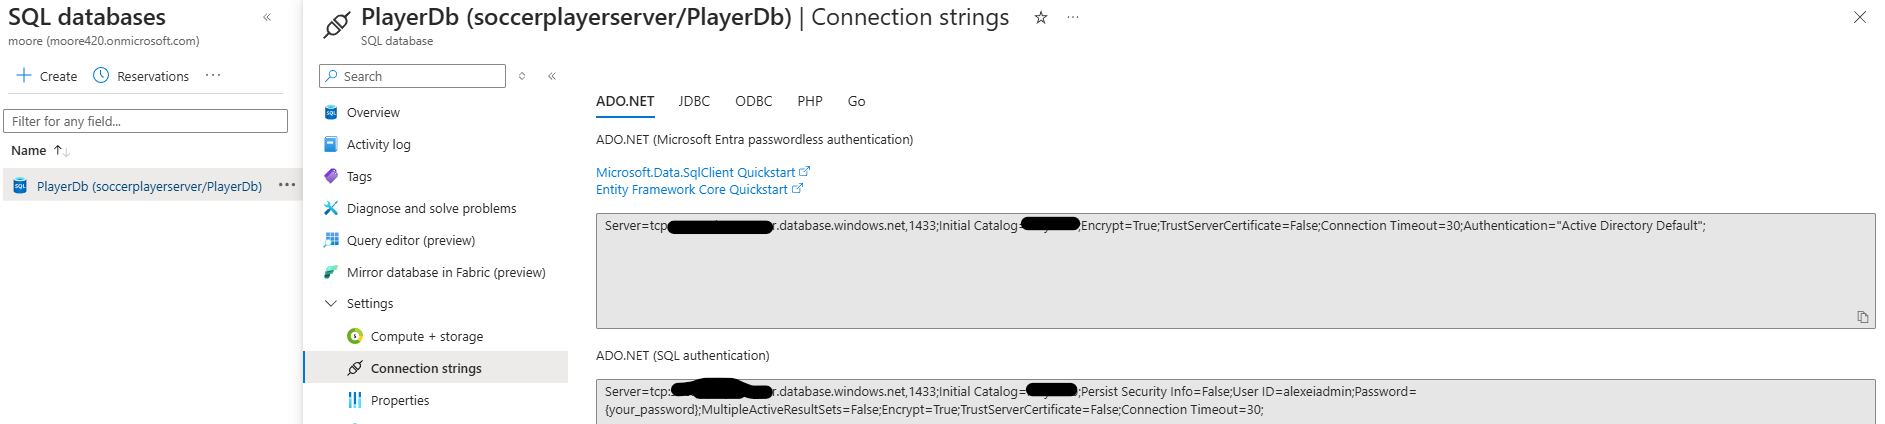 SQL databases
moore (moore420.onmicrosoft.com)
Create Reservations ...
Filter for any field...
Name
PlayerDb (soccerplayerserver/PlayerDb) ...
PlayerDb (soccerplayerserver/PlayerDb) | Connection strings ...
SQL database
Search
Overview
Activity log
Tags
Diagnose and solve problems
Query editor (preview)
Mirror database in Fabric (preview)
Settings
Compute + storage
Connection strings
Properties
ADO.NET JDBC ODBC PHP Go
ADO.NET (Microsoft Entra passwordless authentication)
Microsoft.Data.SqlClient Quickstart
Entity Framework Core Quickstart
Server=tcp r.database.windows.net,1433;Initial Catalog= ;Encrypt=True;TrustServerCertificate=False;Connection Timeout=30;Authentication="Active Directory Default";
ADO.NET (SQL authentication)
Server=tcp: r.database.windows.net,1433;Initial Catalog= ;Persist Security Info=False;User ID=alexeiadmin;Password=
{your_password};MultipleActiveResultSets=False;Encrypt=True;TrustServerCertificate=False;Connection Timeout=30;